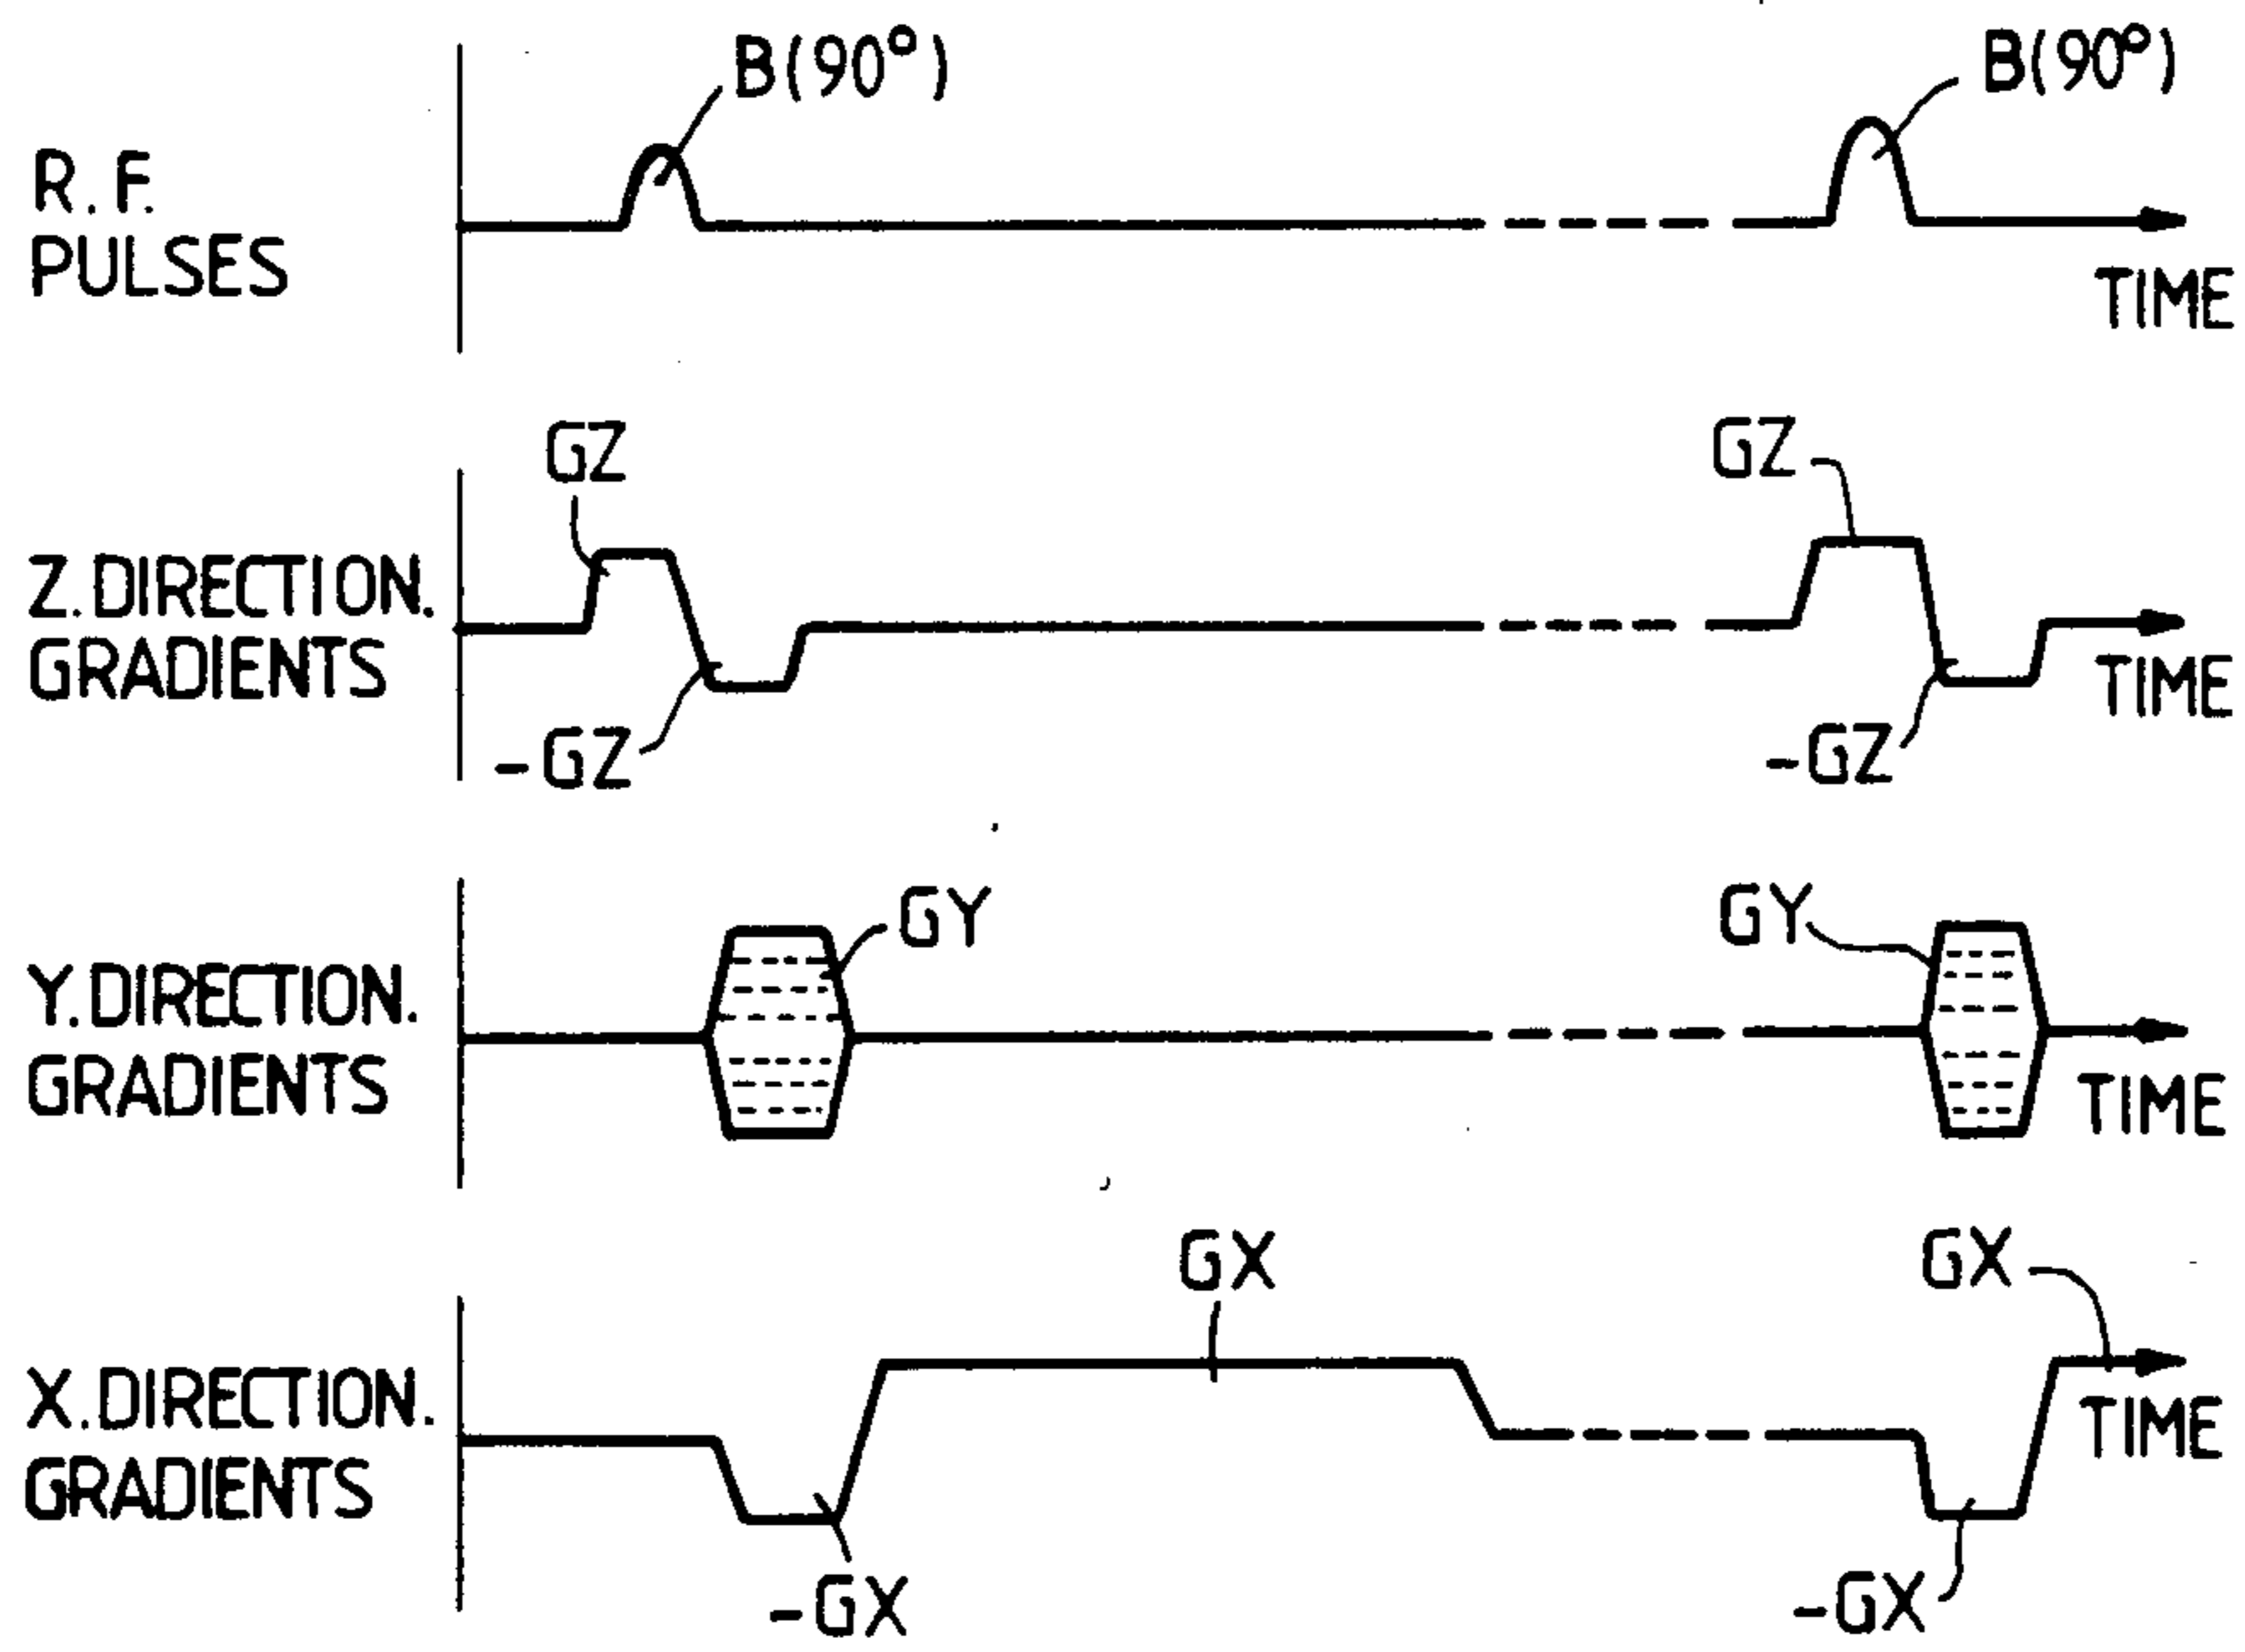 B(90°)
B(90°)
R.F.
PULSES
TIME
GZ
GZ
Z.DIRECTION.
GRADIENTS
TIME
-GZ
-GZ
GY
GY
Y.DIRECTION.
GRADIENTS
TIME
GX
GX
X.DIRECTION.
GRADIENTS
TIME
-GX
-GX